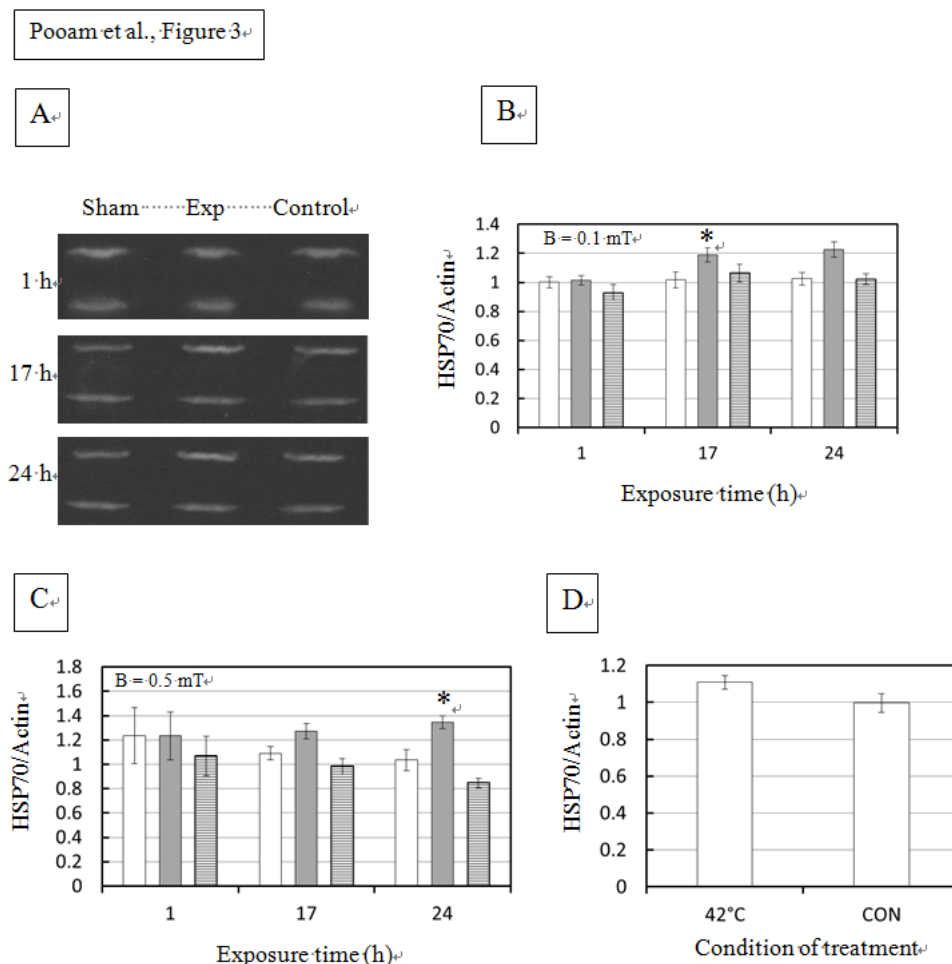 Pooam et al., Figure 3
A
B
Sham Exp Control
1 h
17 h
24 h
HSP70/Actin
1.4
1.2
1
0.8
0.6
0.4
0.2
0
B = 0.1 mT
*
1 17 24
Exposure time (h)
C
D
HSP70/Actin
1.8
1.6
1.4
1.2
1
0.8
0.6
0.4
0.2
0
B = 0.5 mT
*
1 17 24
Exposure time (h)
HSP70/Actin
1.2
1
0.8
0.6
0.4
0.2
0
42°C CON
Condition of treatment